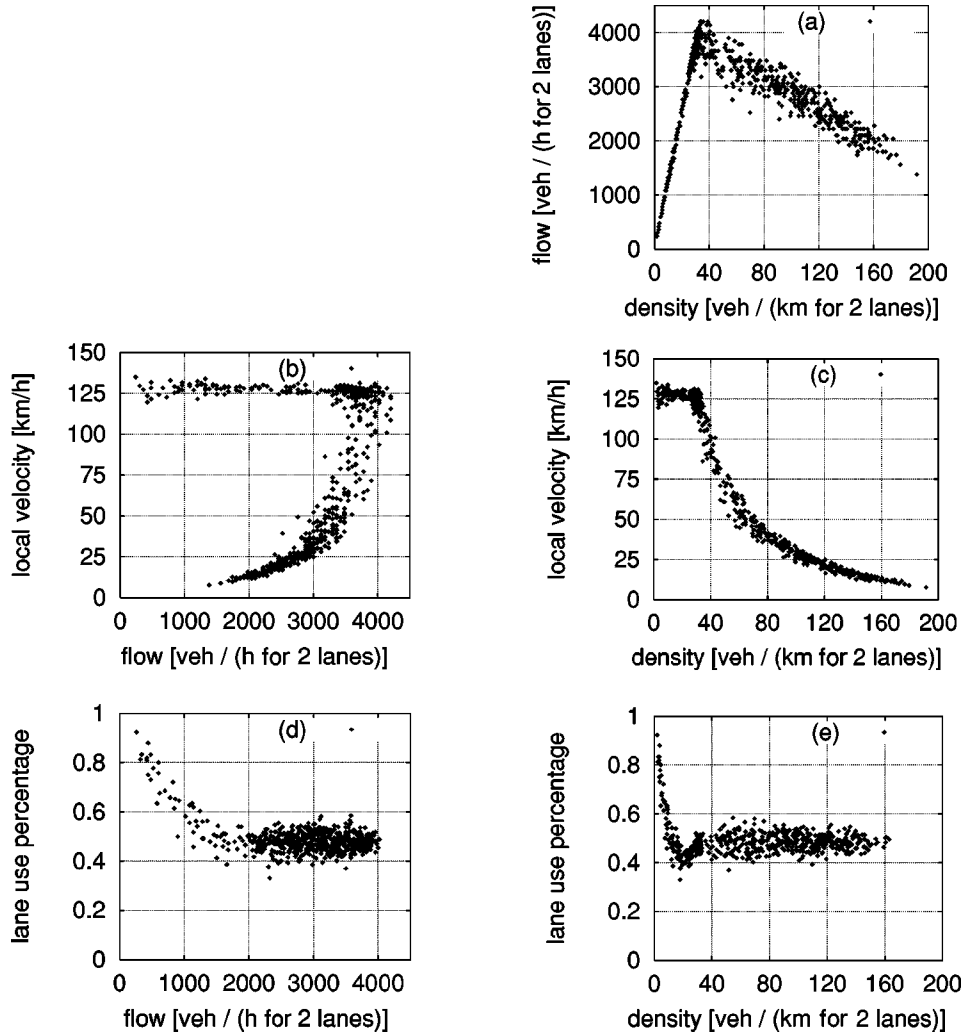 (a)
flow [veh / (h for 2 lanes)]
4000
3000
2000
1000
0
0 40 80 120 160 200
density [veh / (km for 2 lanes)]
(b)
local velocity [km/h]
150
125
100
75
50
25
0
0 1000 2000 3000 4000
flow [veh / (h for 2 lanes)]
(c)
local velocity [km/h]
150
125
100
75
50
25
0
0 40 80 120 160 200
density [veh / (km for 2 lanes)]
(d)
lane use percentage
1
0.8
0.6
0.4
0.2
0
0 1000 2000 3000 4000
flow [veh / (h for 2 lanes)]
(e)
lane use percentage
1
0.8
0.6
0.4
0.2
0
0 40 80 120 160 200
density [veh / (km for 2 lanes)]